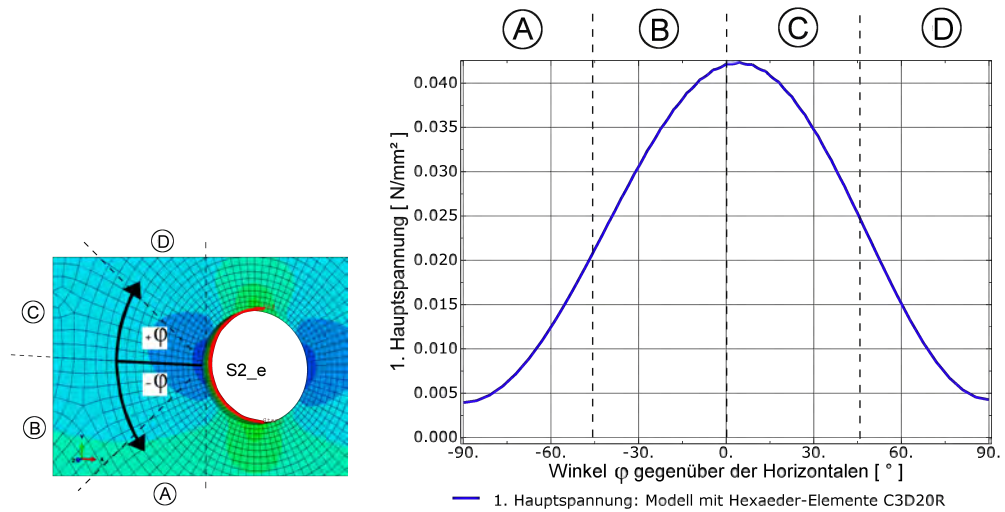 A B C D
0.040
0.035
0.030
0.025
0.020
0.015
0.010
0.005
0.000
1. Hauptspannung [ N/mm² ]
-90. -60. -30. 0. 30. 60. 90.
Winkel φ gegenüber der Horizontalen [ ° ]
1. Hauptspannung: Modell mit Hexaeder-Elemente C3D20R
D
C
+φ
S2_e
-φ
B
A